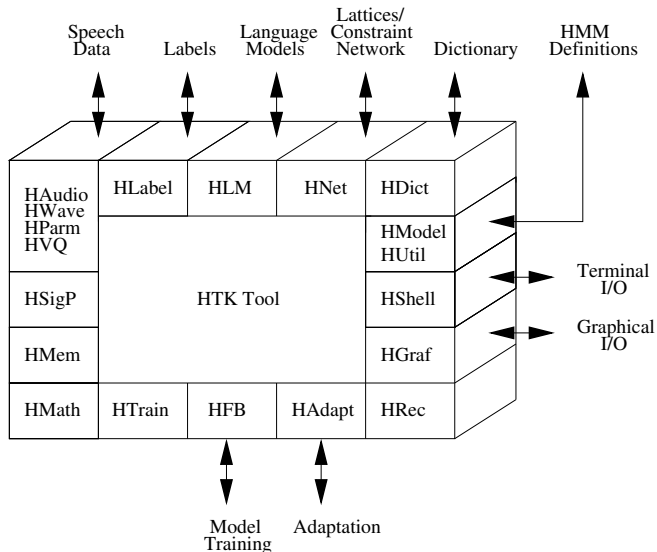 Speech
Data
Labels
Language
Models
Lattices/
Constraint
Network
Dictionary
HMM
Definitions
HAudio
HWave
HParm
HVQ
HLabel
HLM
HNet
HDict
HModel
HUtil
HSigP
HTK Tool
HShell
Terminal
I/O
HMem
HGraf
Graphical
I/O
HMath
HTrain
HFB
HAdapt
HRec
Model
Training
Adaptation